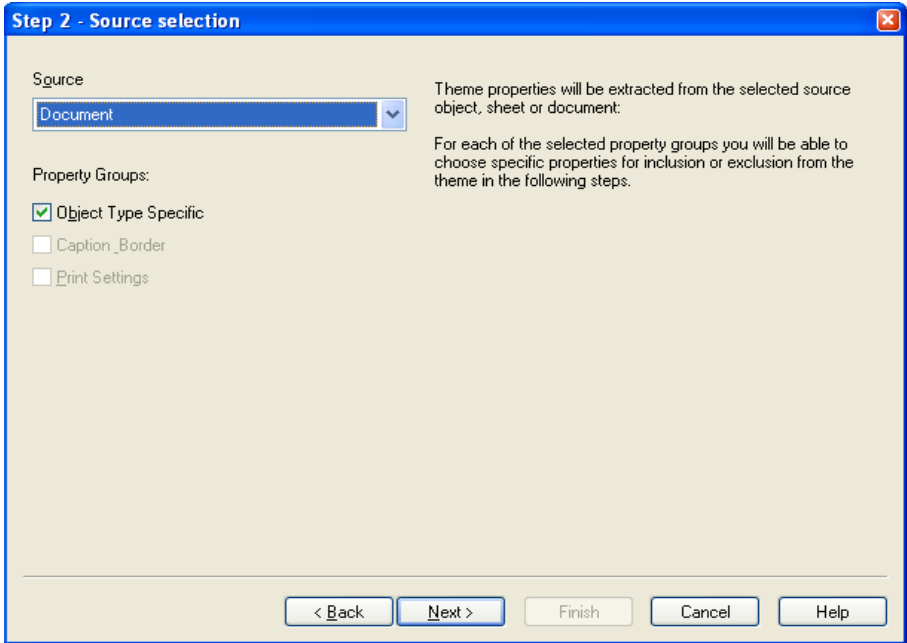 Step 2 - Source selection
Source
Document
Theme properties will be extracted from the selected source
object, sheet or document:
For each of the selected property groups you will be able to
choose specific properties for inclusion or exclusion from the
theme in the following steps.
Property Groups:
Object Type Specific
Caption_Border
Print Settings
< Back
Next >
Finish
Cancel
Help